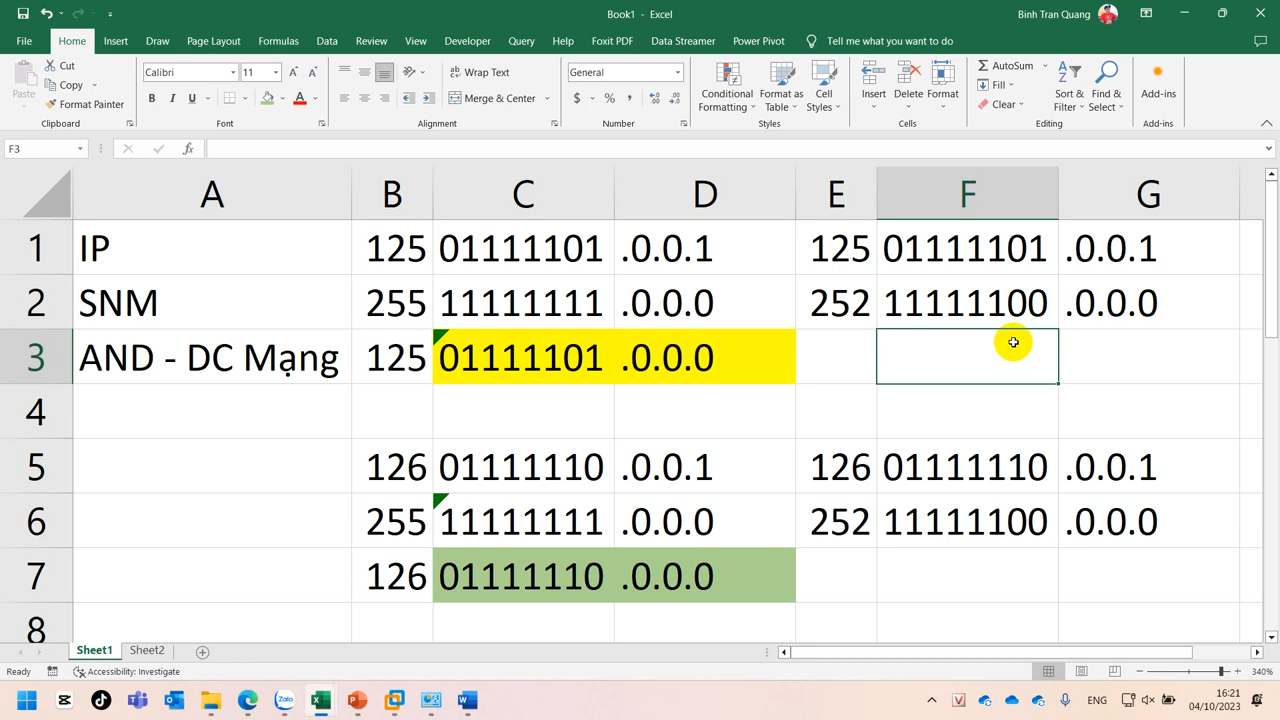 Book1 - Excel
Binh Tran Quang
File Home Insert Draw Page Layout Formulas Data Review View Developer Query Help Foxit PDF Data Streamer Power Pivot Tell me what you want to do
Paste
Cut
Copy
Format Painter
Clipboard
Calibri 11
B I U A
Font
Wrap Text
Merge & Center
Alignment
General
$ % ,
Number
Conditional Formatting
Format as Table
Cell Styles
Styles
Insert Delete Format
Cells
AutoSum
Fill
Clear
Sort & Filter
Find & Select
Editing
Add-ins
Add-ins
F3 fx
A B C D E F G
1 IP 125 01111101 .0.0.1 125 01111101 .0.0.1
2 SNM 255 11111111 .0.0.0 252 11111100 .0.0.0
3 AND - DC Mạng 125 01111101 .0.0.0
4
5 126 01111110 .0.0.1 126 01111110 .0.0.1
6 255 11111111 .0.0.0 252 11111100 .0.0.0
7 126 01111110 .0.0.0
8
Sheet1 Sheet2
Ready Accessibility: Investigate 340%
ENG 16:21
04/10/2023